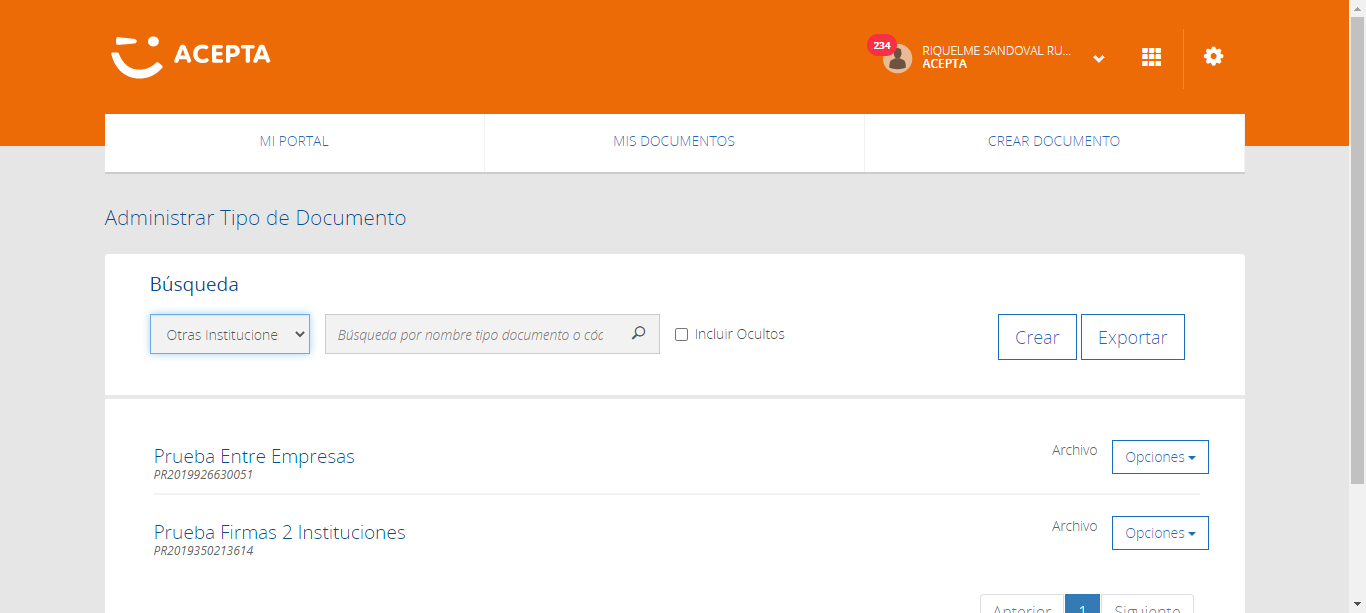 ACEPTA
234
RIQUELME SANDOVAL RU...
ACEPTA
MI PORTAL
MIS DOCUMENTOS
CREAR DOCUMENTO
Administrar Tipo de Documento
Búsqueda
Otras Institucione
Búsqueda por nombre tipo documento o cóc
Incluir Ocultos
Crear
Exportar
Prueba Entre Empresas
PR2019926630051
Archivo
Opciones
Prueba Firmas 2 Instituciones
PR2019350213614
Archivo
Opciones
Anterior
1
Siguiente